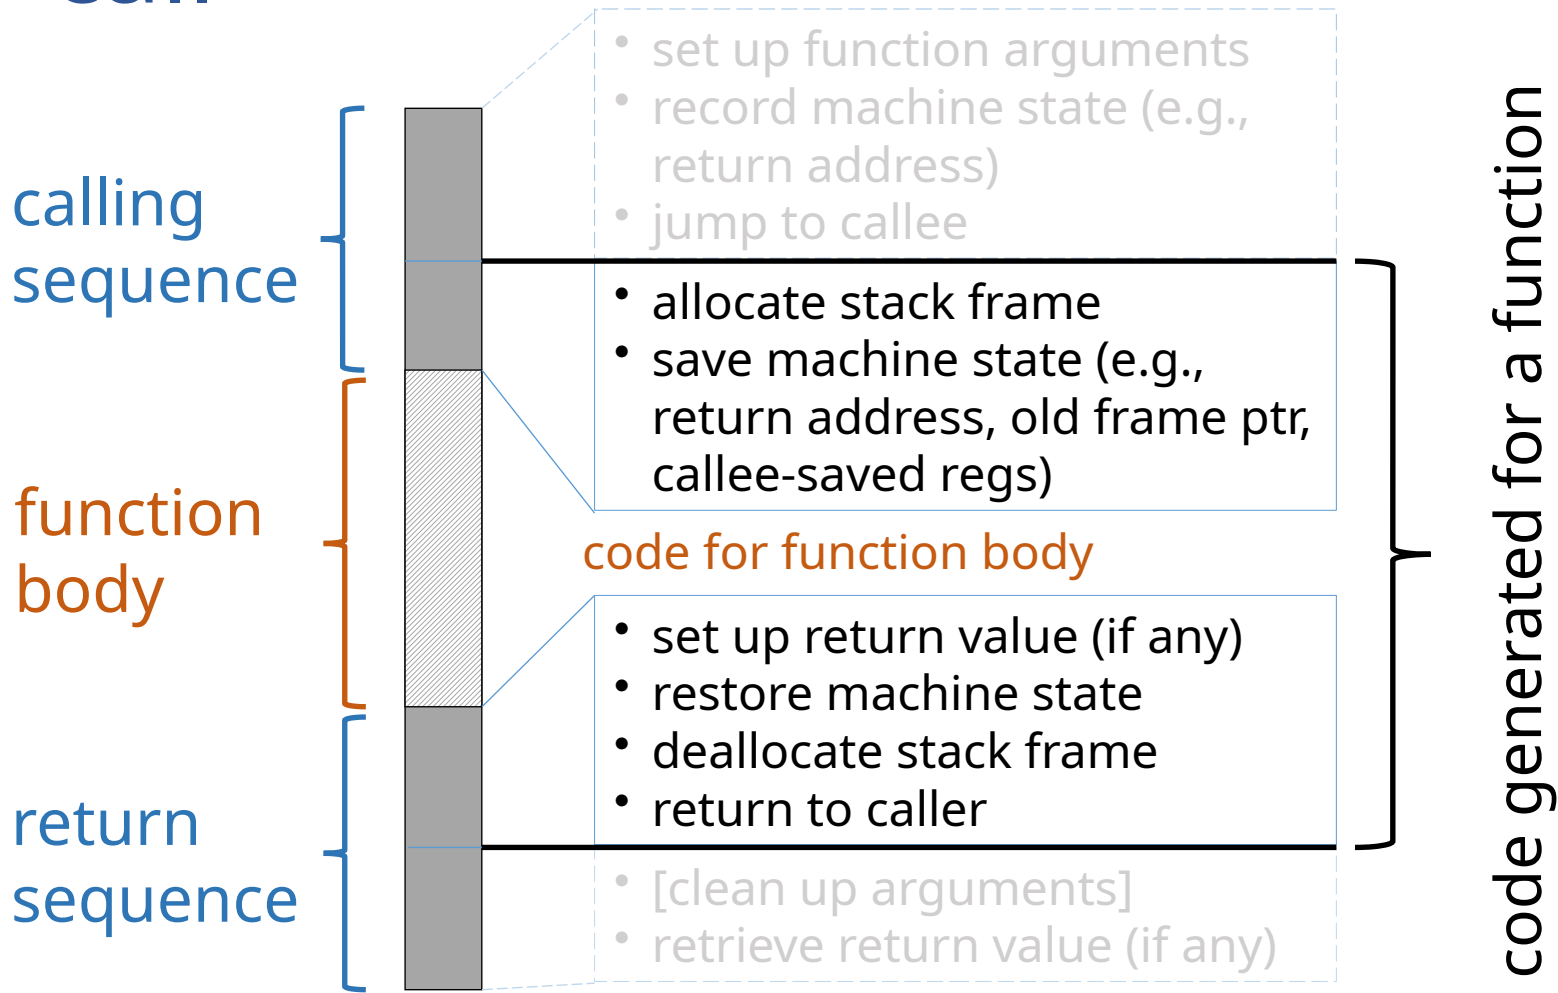 • set up function arguments
• record machine state (e.g.,
return address)
• jump to callee
calling
sequence
• allocate stack frame
• save machine state (e.g.,
return address, old frame ptr,
callee-saved regs)
function
body
code for function body
• set up return value (if any)
• restore machine state
• deallocate stack frame
• return to caller
return
sequence
• [clean up arguments]
• retrieve return value (if any)
code generated for a function